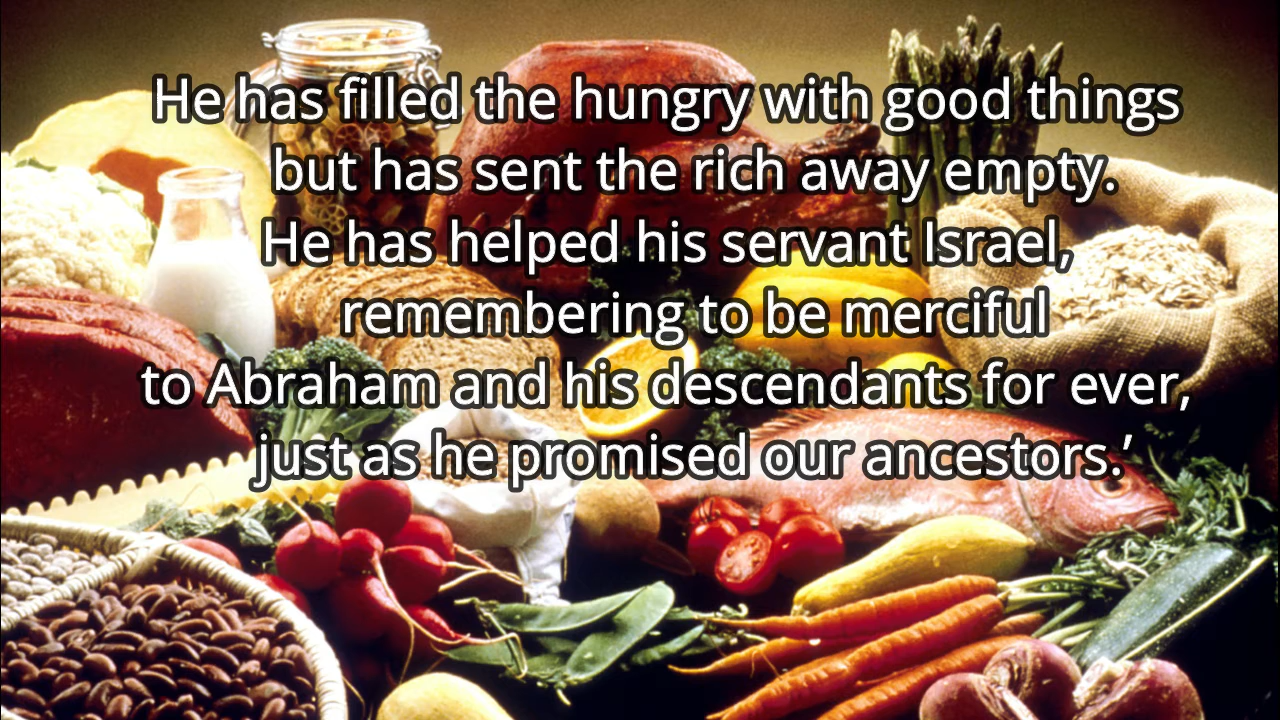 He has filled the hungry with good things
but has sent the rich away empty.
He has helped his servant Israel,
remembering to be merciful
to Abraham and his descendants for ever,
just as he promised our ancestors.’